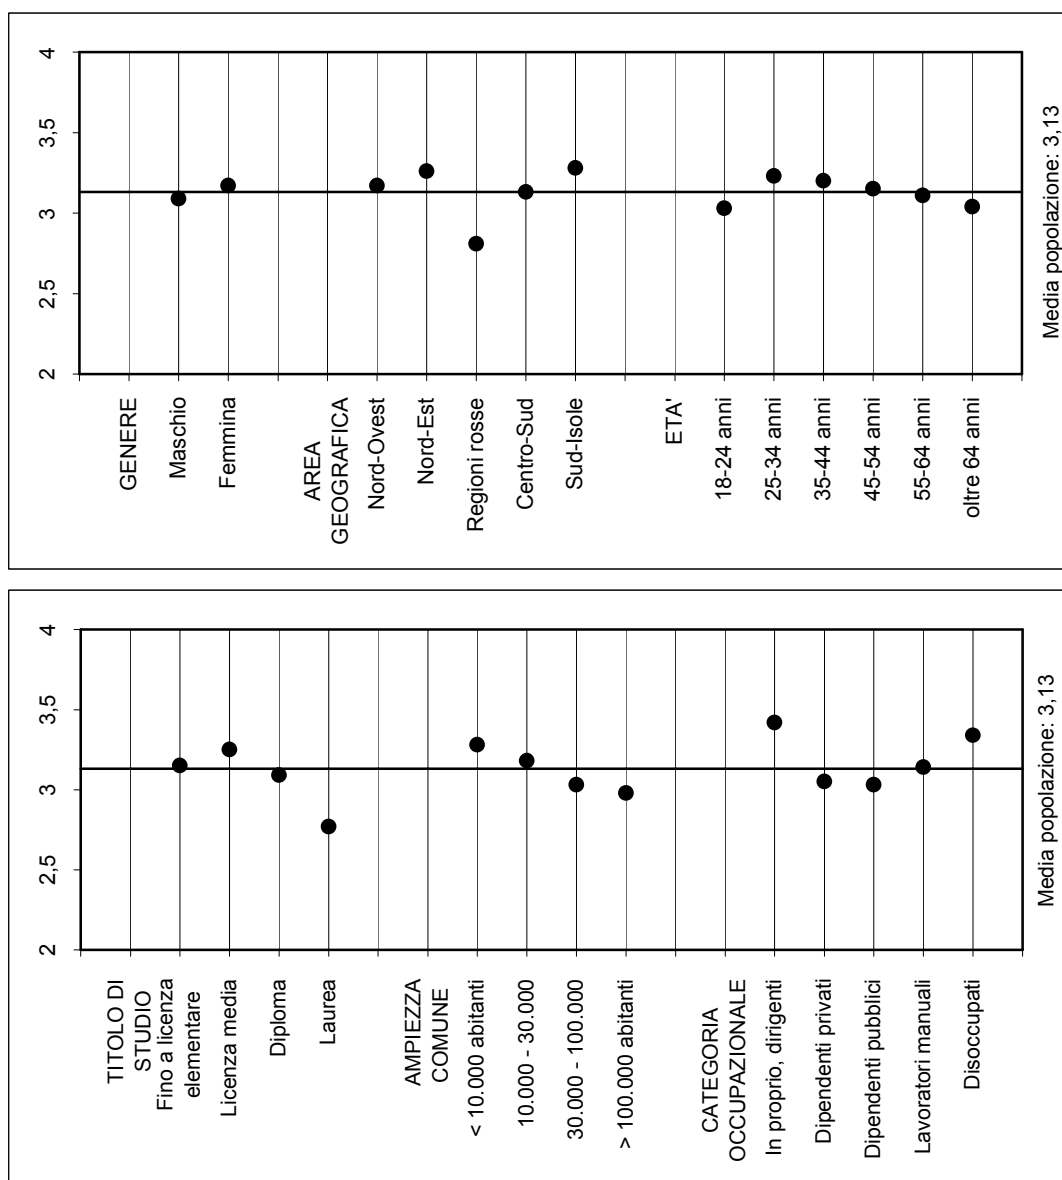 4
3,5
3
2,5
2
GENERE
Maschio
Femmina
AREA
GEOGRAFICA
Nord-Ovest
Nord-Est
Regioni rosse
Centro-Sud
Sud-Isole
ETA'
18-24 anni
25-34 anni
35-44 anni
45-54 anni
55-64 anni
oltre 64 anni
Media popolazione: 3,13
4
3,5
3
2,5
2
TITOLO DI
STUDIO
Fino a licenza
elementare
Licenza media
Diploma
Laurea
AMPIEZZA
COMUNE
< 10.000 abitanti
10.000 - 30.000
30.000 - 100.000
> 100.000 abitanti
CATEGORIA
OCCUPAZIONALE
In proprio, dirigenti
Dipendenti privati
Dipendenti pubblici
Lavoratori manuali
Disoccupati
Media popolazione: 3,13